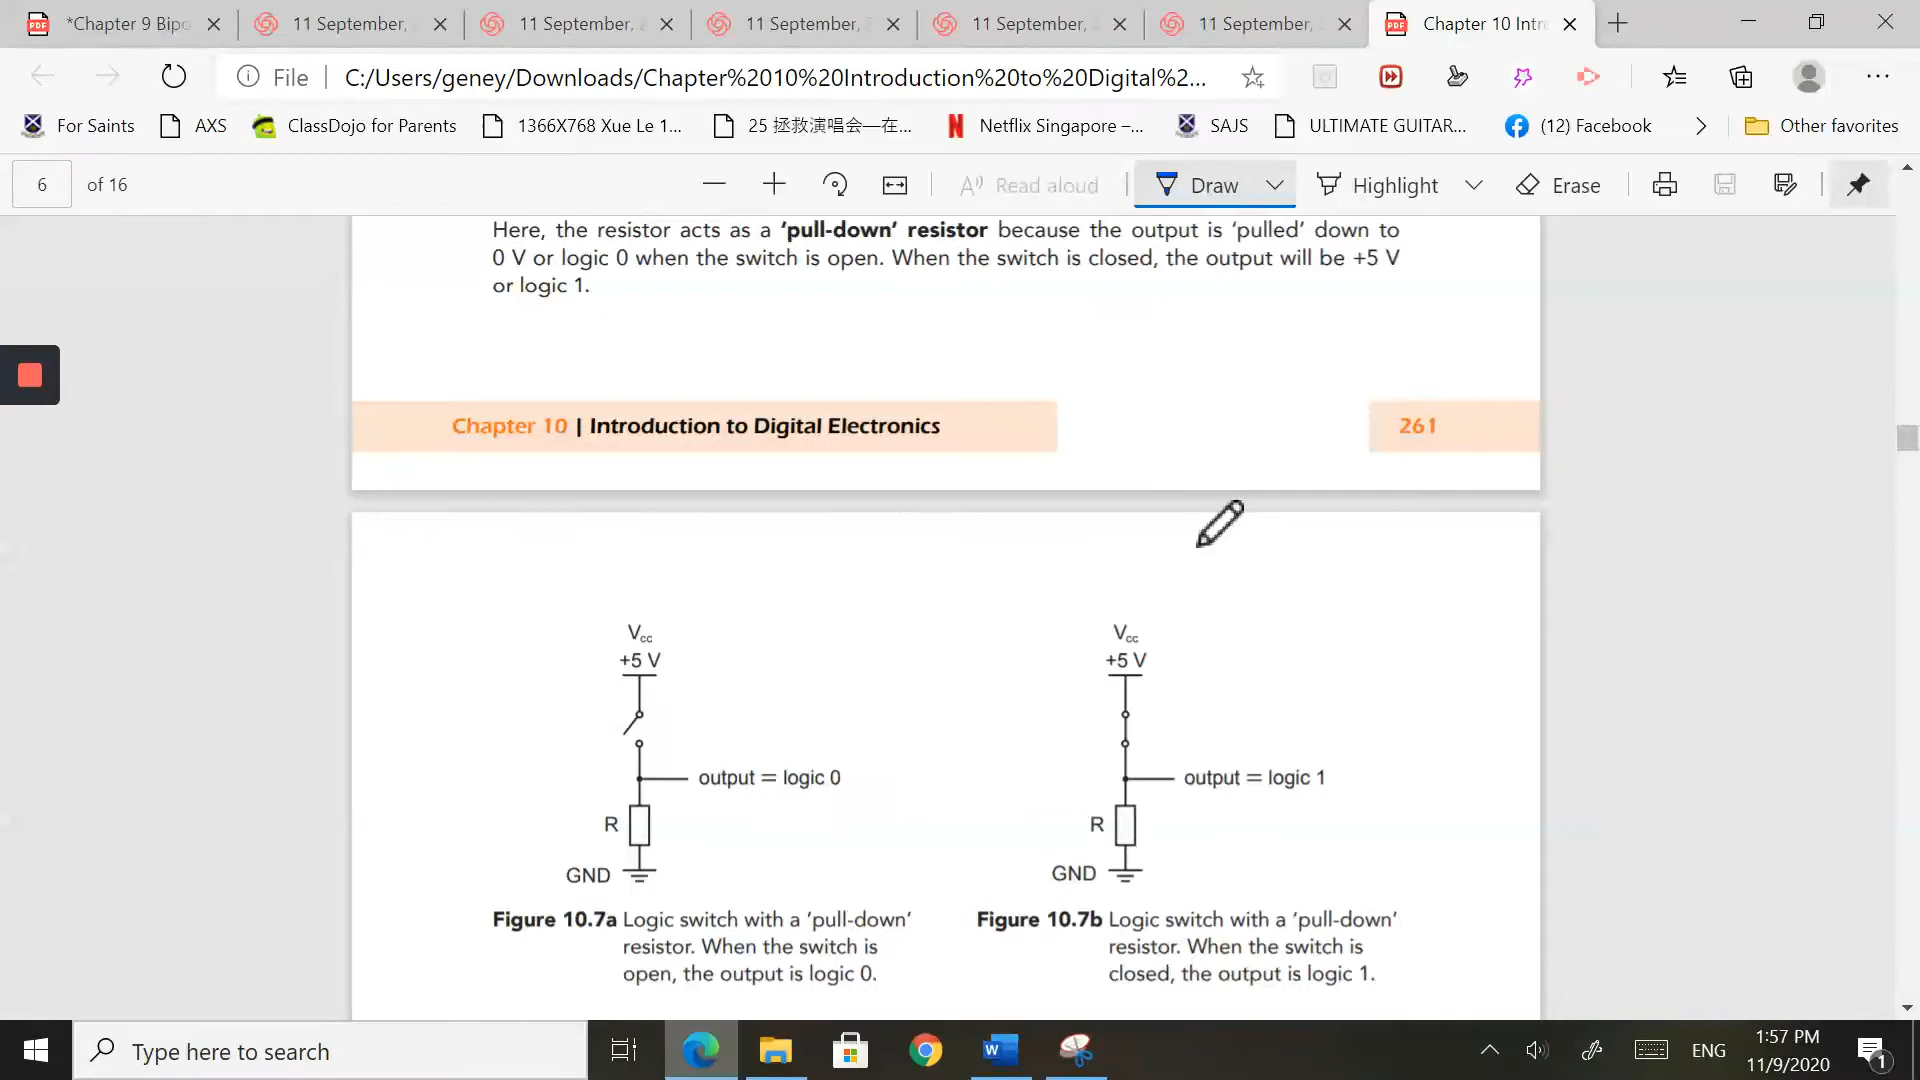 *Chapter 9 Bipo
11 September,
11 September,
11 September,
11 September,
11 September,
Chapter 10 Intr
File
C:/Users/geney/Downloads/Chapter%2010%20Introduction%20to%20Digital%2...
For Saints
AXS
ClassDojo for Parents
1366X768 Xue Le 1...
25 拯救演唱会—在...
Netflix Singapore –...
SAJS
ULTIMATE GUITAR...
(12) Facebook
Other favorites
6 of 16
Read aloud
Draw
Highlight
Erase
Here, the resistor acts as a ‘pull-down’ resistor because the output is ‘pulled’ down to
0 V or logic 0 when the switch is open. When the switch is closed, the output will be +5 V
or logic 1.
Chapter 10 | Introduction to Digital Electronics
261
Vcc
+5 V
output = logic 0
R
GND
Figure 10.7a Logic switch with a ‘pull-down’
resistor. When the switch is
open, the output is logic 0.
Vcc
+5 V
output = logic 1
R
GND
Figure 10.7b Logic switch with a ‘pull-down’
resistor. When the switch is
closed, the output is logic 1.
Type here to search
ENG
1:57 PM
11/9/2020
1